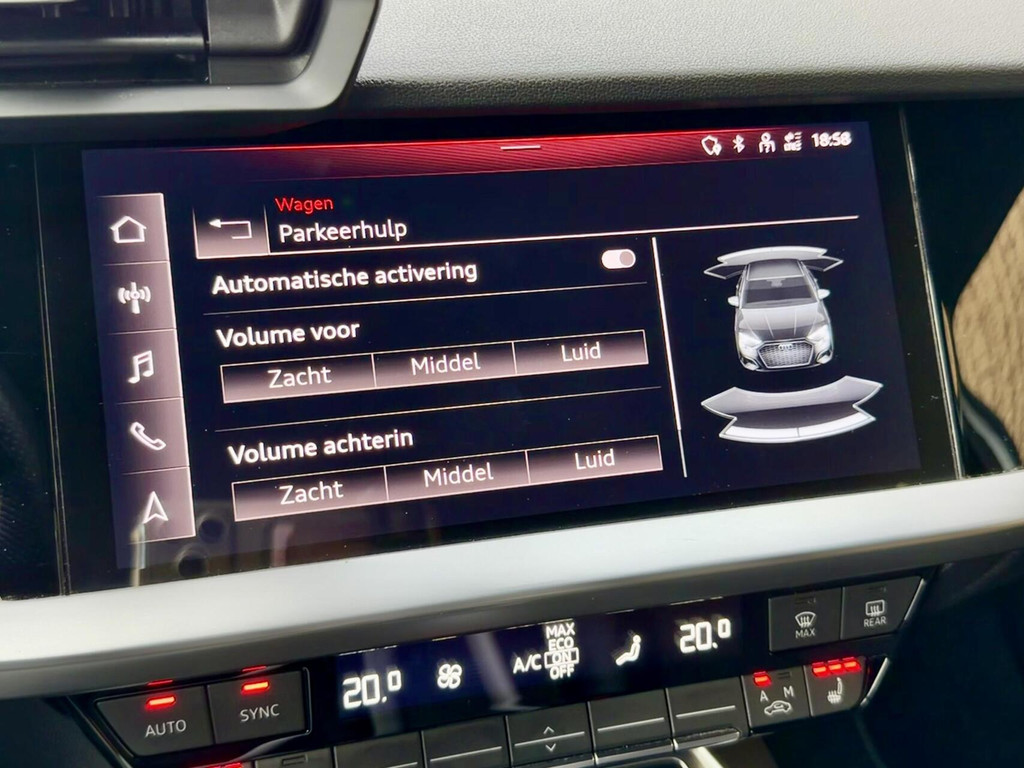 18:58
Wagen
Parkeerhulp
Automatische activering
Volume voor
Zacht Middel Luid
Volume achterin
Zacht Middel Luid
MAX
REAR
20.0 A/C MAX ECO ON OFF 20.0
AUTO SYNC
A M